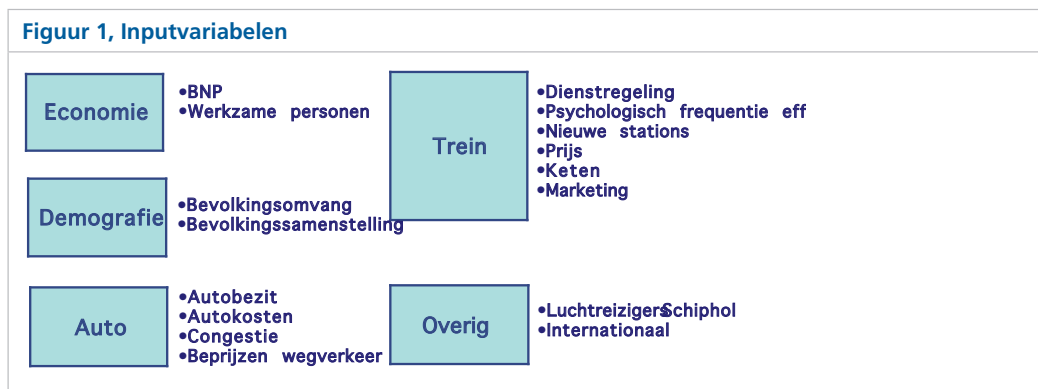 Figuur 1, Inputvariabelen
Economie
•BNP
•Werkzame personen
Demografie
•Bevolkingsomvang
•Bevolkingssamenstelling
Auto
•Autobezit
•Autokosten
•Congestie
•Beprijzen wegverkeer
Trein
•Dienstregeling
•Psychologisch frequentie eff
•Nieuwe stations
•Prijs
•Keten
•Marketing
Overig
•Luchtreizigers Schiphol
•Internationaal